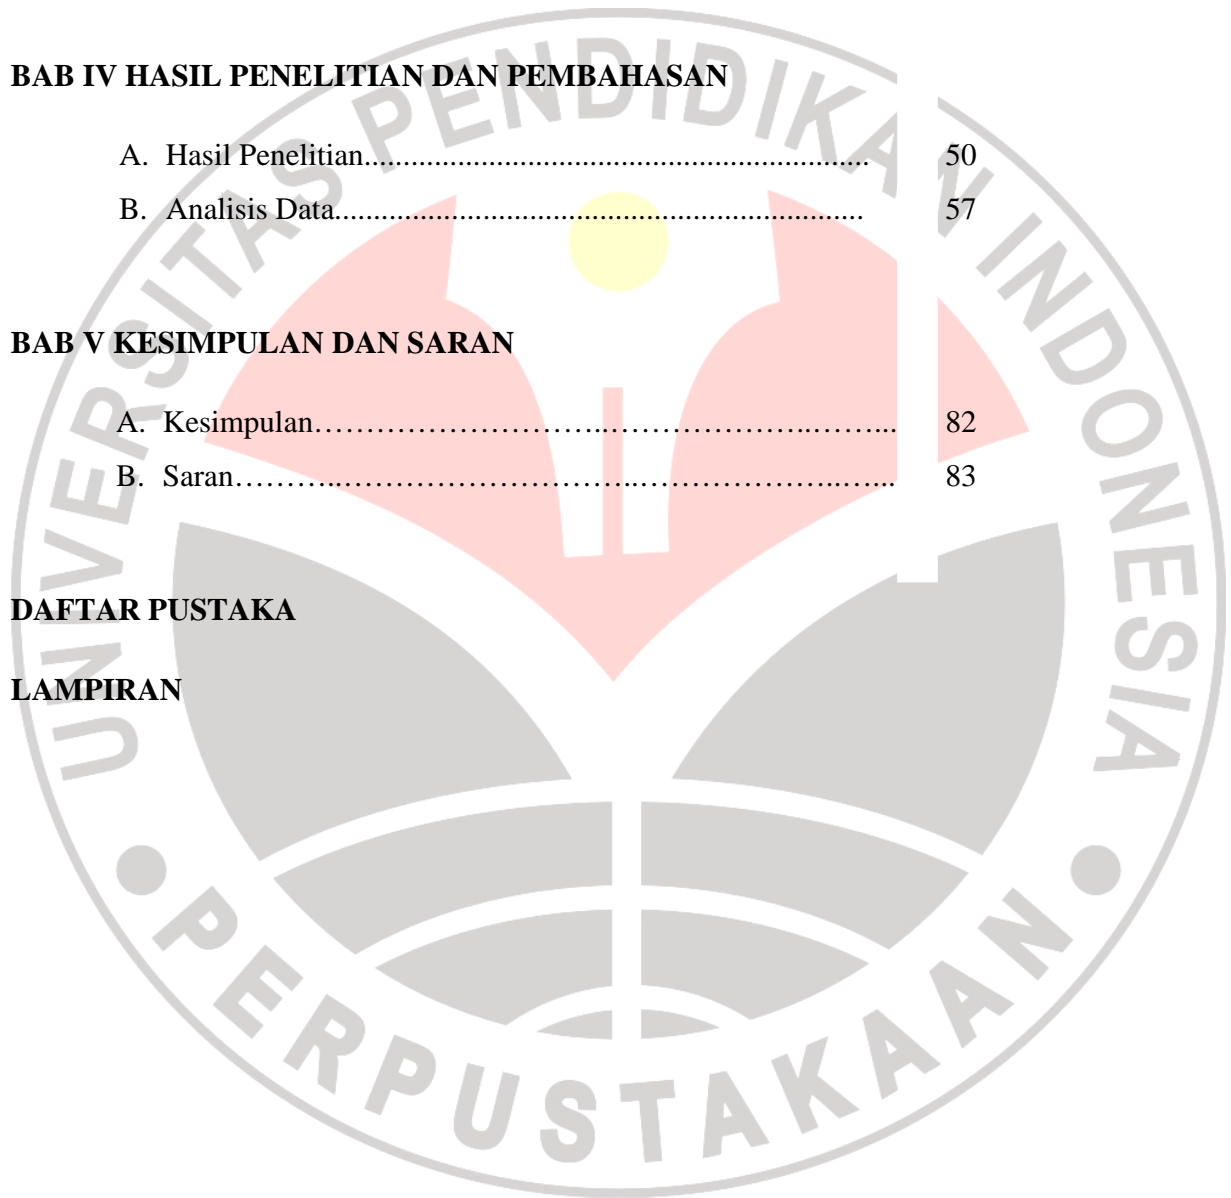 BAB IV HASIL PENELITIAN DAN PEMBAHASAN
A. Hasil Penelitian................................................................. 50
B. Analisis Data.................................................................... 57
BAB V KESIMPULAN DAN SARAN
A. Kesimpulan………………………..…………………..……... 82
B. Saran………..………………………..…………………..…... 83
DAFTAR PUSTAKA
LAMPIRAN
UNIVERSITAS PENDIDIKAN INDONESIA
PERPUSTAKAAN